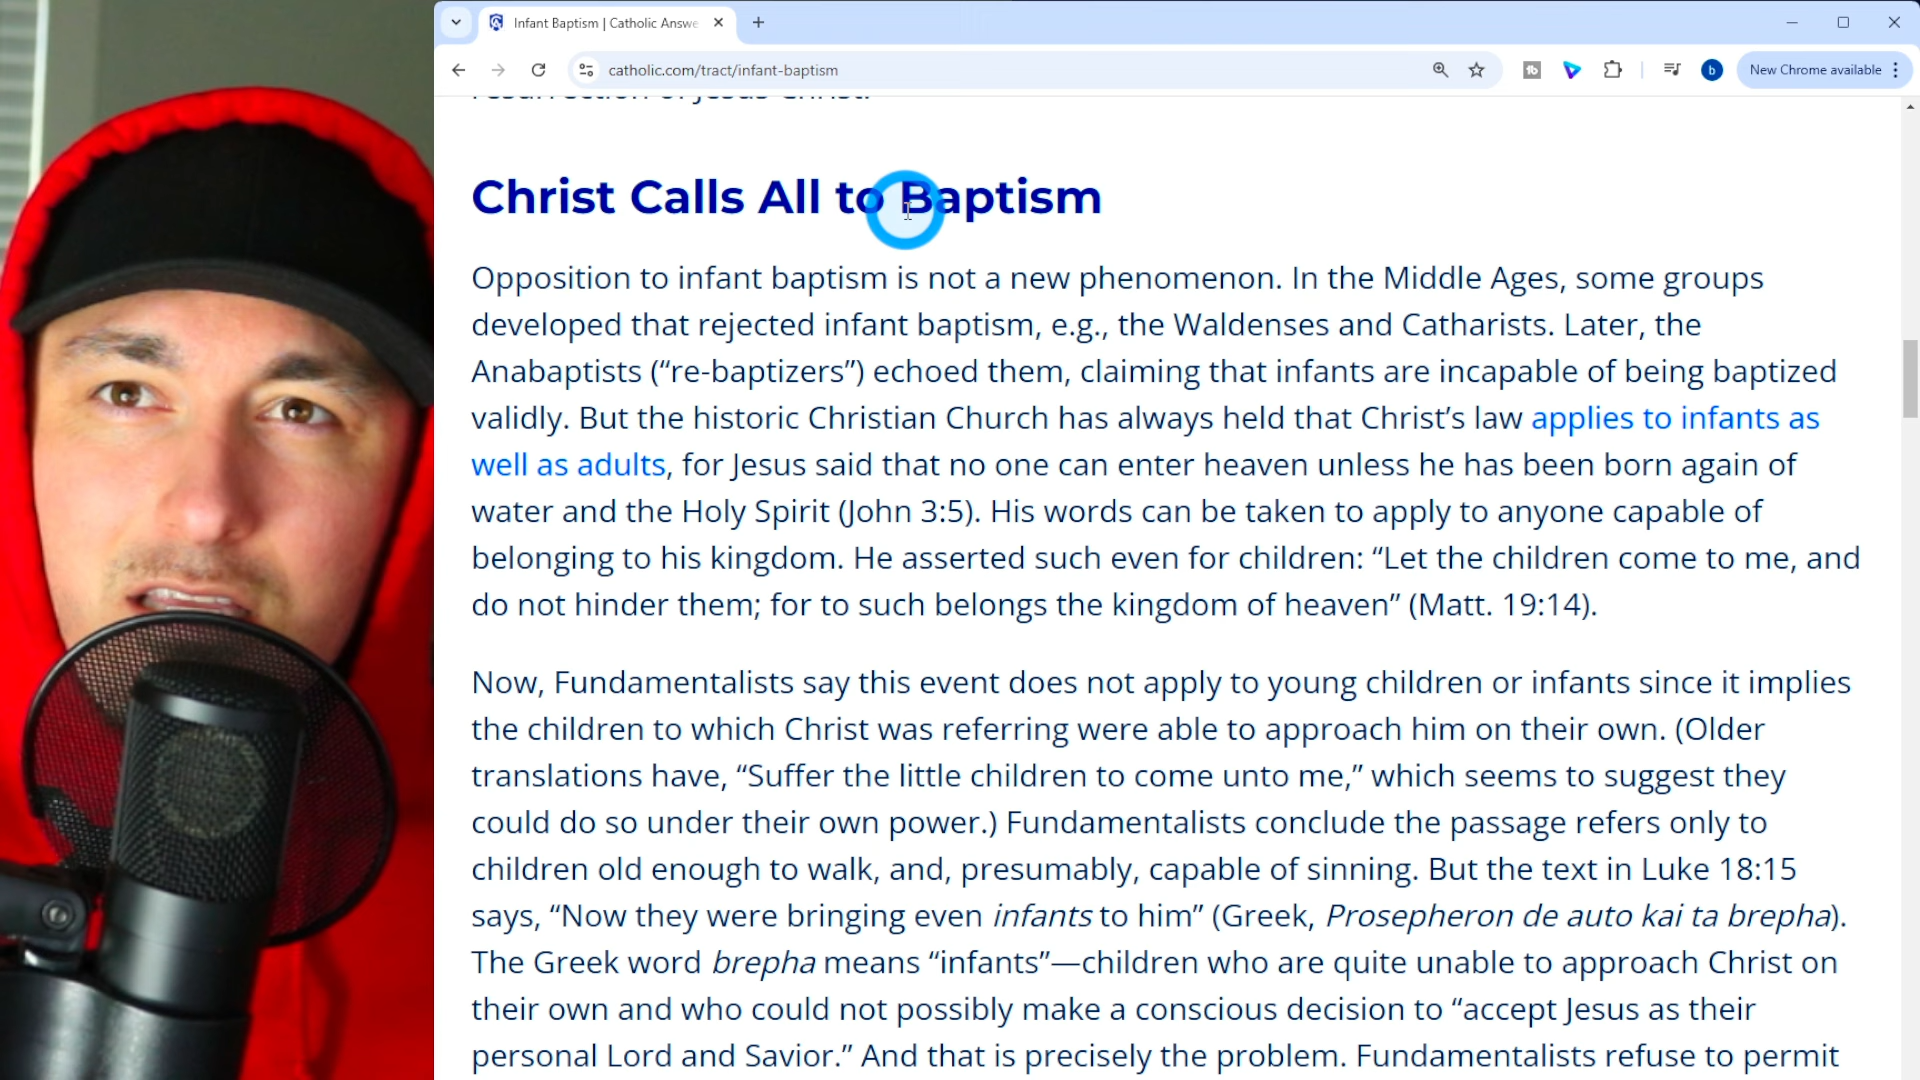 Infant Baptism | Catholic Answe
catholic.com/tract/infant-baptism
New Chrome available
b
resurrection of Jesus Christ.
Christ Calls All to Baptism
Opposition to infant baptism is not a new phenomenon. In the Middle Ages, some groups
developed that rejected infant baptism, e.g., the Waldenses and Catharists. Later, the
Anabaptists (“re-baptizers”) echoed them, claiming that infants are incapable of being baptized
validly. But the historic Christian Church has always held that Christ’s law applies to infants as
well as adults, for Jesus said that no one can enter heaven unless he has been born again of
water and the Holy Spirit (John 3:5). His words can be taken to apply to anyone capable of
belonging to his kingdom. He asserted such even for children: “Let the children come to me, and
do not hinder them; for to such belongs the kingdom of heaven” (Matt. 19:14).
Now, Fundamentalists say this event does not apply to young children or infants since it implies
the children to which Christ was referring were able to approach him on their own. (Older
translations have, “Suffer the little children to come unto me,” which seems to suggest they
could do so under their own power.) Fundamentalists conclude the passage refers only to
children old enough to walk, and, presumably, capable of sinning. But the text in Luke 18:15
says, “Now they were bringing even infants to him” (Greek, Prosepheron de auto kai ta brepha).
The Greek word brepha means “infants”—children who are quite unable to approach Christ on
their own and who could not possibly make a conscious decision to “accept Jesus as their
personal Lord and Savior.” And that is precisely the problem. Fundamentalists refuse to permit